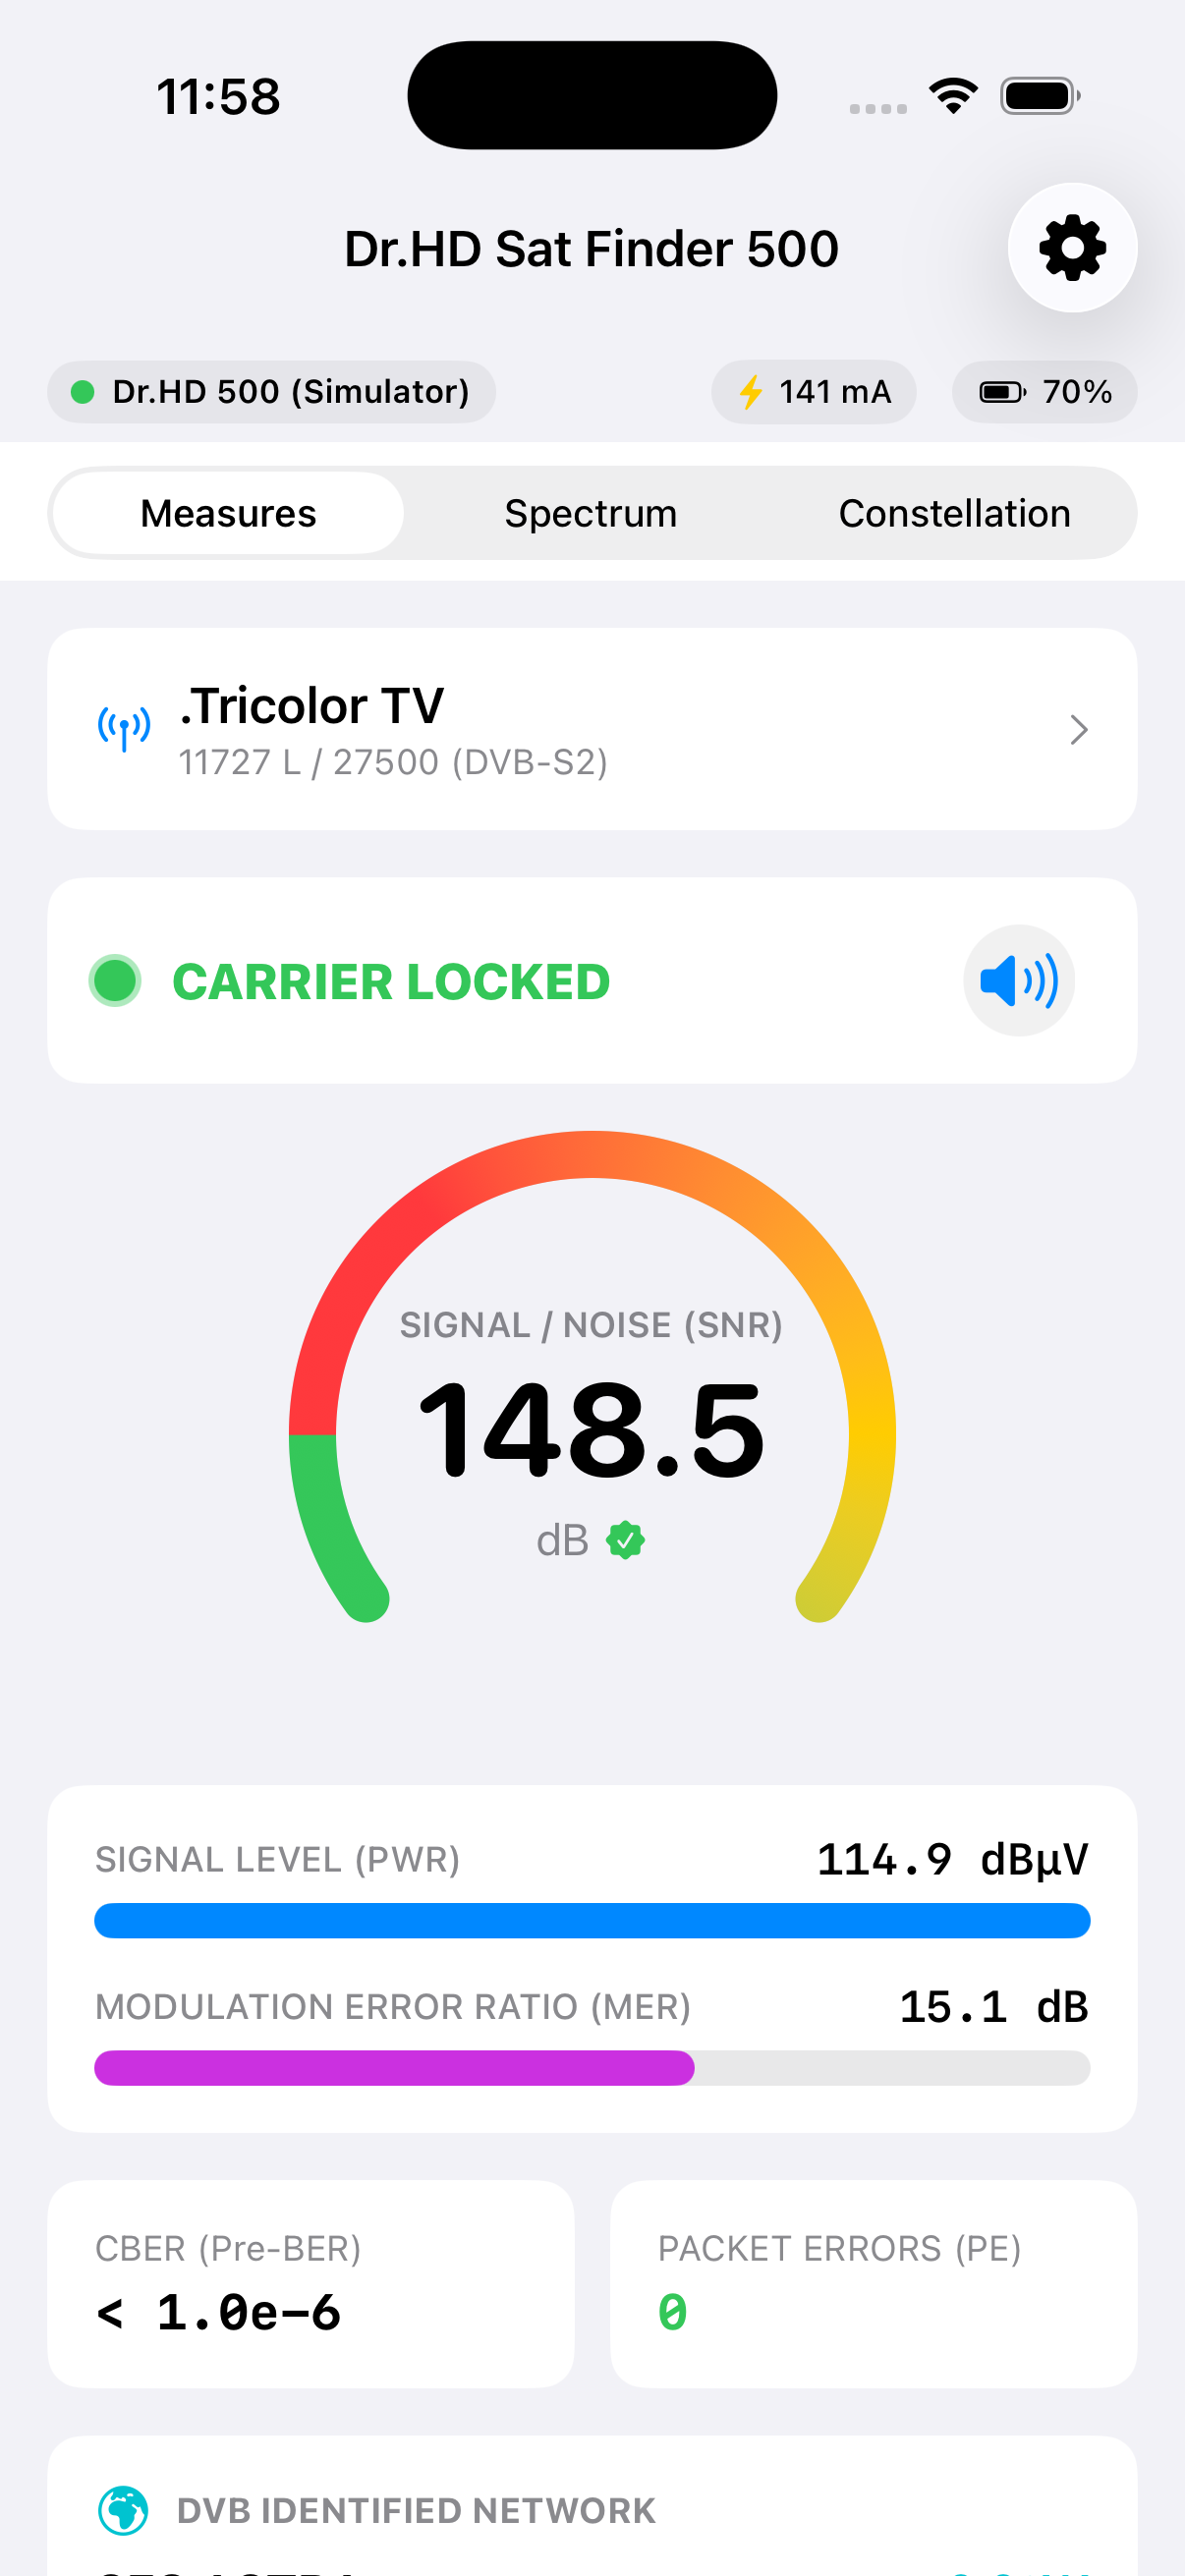 11:58
Dr.HD Sat Finder 500
Dr.HD 500 (Simulator)
141 mA
70%
Measures
Spectrum
Constellation
.Tricolor TV
11727 L / 27500 (DVB-S2)
CARRIER LOCKED
SIGNAL / NOISE (SNR)
148.5
dB
SIGNAL LEVEL (PWR)
114.9 dBµV
MODULATION ERROR RATIO (MER)
15.1 dB
CBER (Pre-BER)
< 1.0e-6
PACKET ERRORS (PE)
0
DVB IDENTIFIED NETWORK